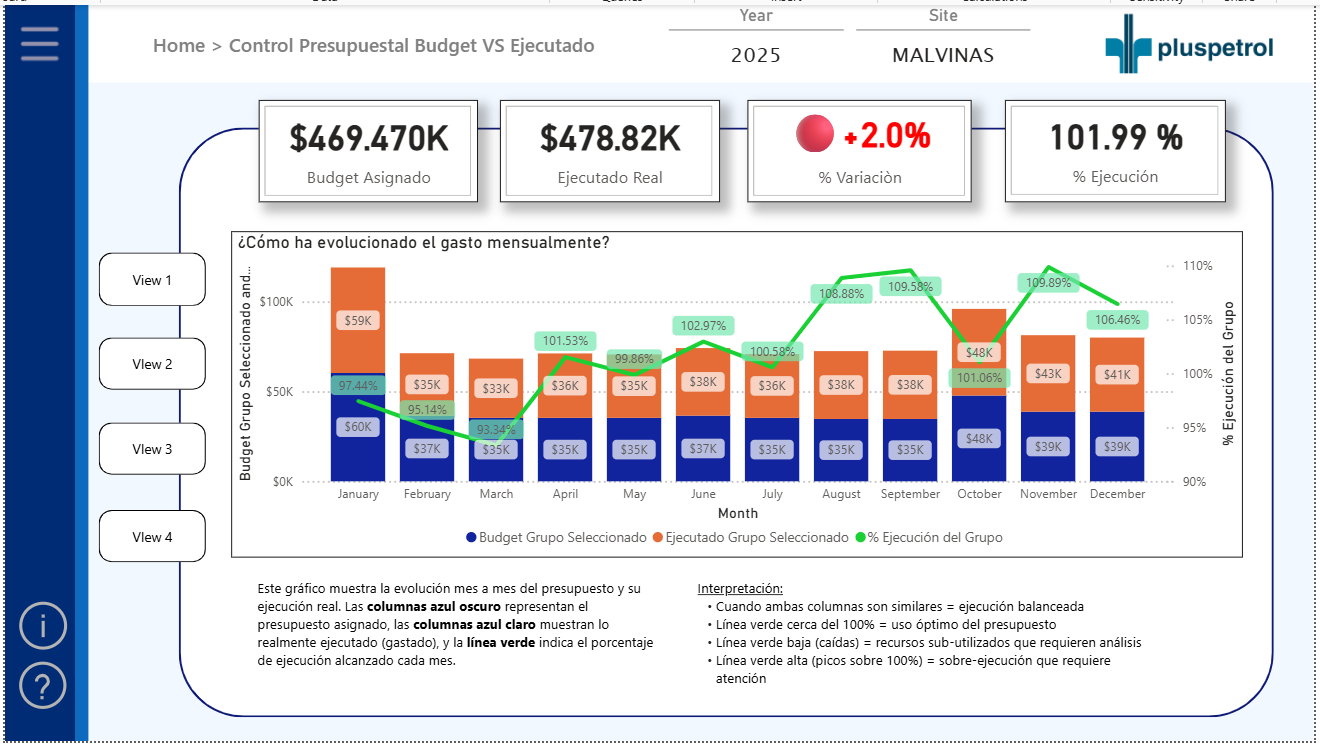 Year
Site
Home > Control Presupuestal Budget VS Ejecutado
2025
MALVINAS
pluspetrol
$469.470K
Budget Asignado
$478.82K
Ejecutado Real
+2.0%
% Variaciòn
101.99 %
% Ejecución
View 1
VIew 2
VIew 3
VIew 4
¿Cómo ha evolucionado el gasto mensualmente?
Budget Grupo Seleccionado and...
$100K
$50K
$0K
110%
105%
100%
95%
90%
% Ejecución del Grupo
$59K
$35K
$33K
$36K
$35K
$38K
$36K
$38K
$38K
$48K
$43K
$41K
97.44%
95.14%
93.34%
101.53%
99.86%
102.97%
100.58%
108.88%
109.58%
101.06%
109.89%
106.46%
$60K
$37K
$35K
$35K
$35K
$37K
$35K
$35K
$35K
$48K
$39K
$39K
January February March April May June July August September October November December
Month
Budget Grupo Seleccionado Ejecutado Grupo Seleccionado % Ejecución del Grupo
Este gráfico muestra la evolución mes a mes del presupuesto y su
ejecución real. Las columnas azul oscuro representan el
presupuesto asignado, las columnas azul claro muestran lo
realmente ejecutado (gastado), y la línea verde indica el porcentaje
de ejecución alcanzado cada mes.
Interpretación:
• Cuando ambas columnas son similares = ejecución balanceada
• Línea verde cerca del 100% = uso óptimo del presupuesto
• Línea verde baja (caídas) = recursos sub-utilizados que requieren análisis
• Línea verde alta (picos sobre 100%) = sobre-ejecución que requiere
atención
i
?